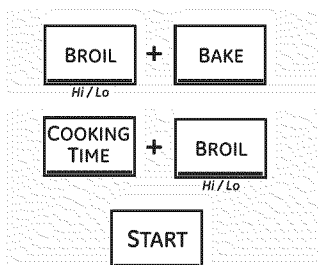 BROIL + BAKE
Hi / Lo
COOKING
TIME + BROIL
Hi / Lo
START